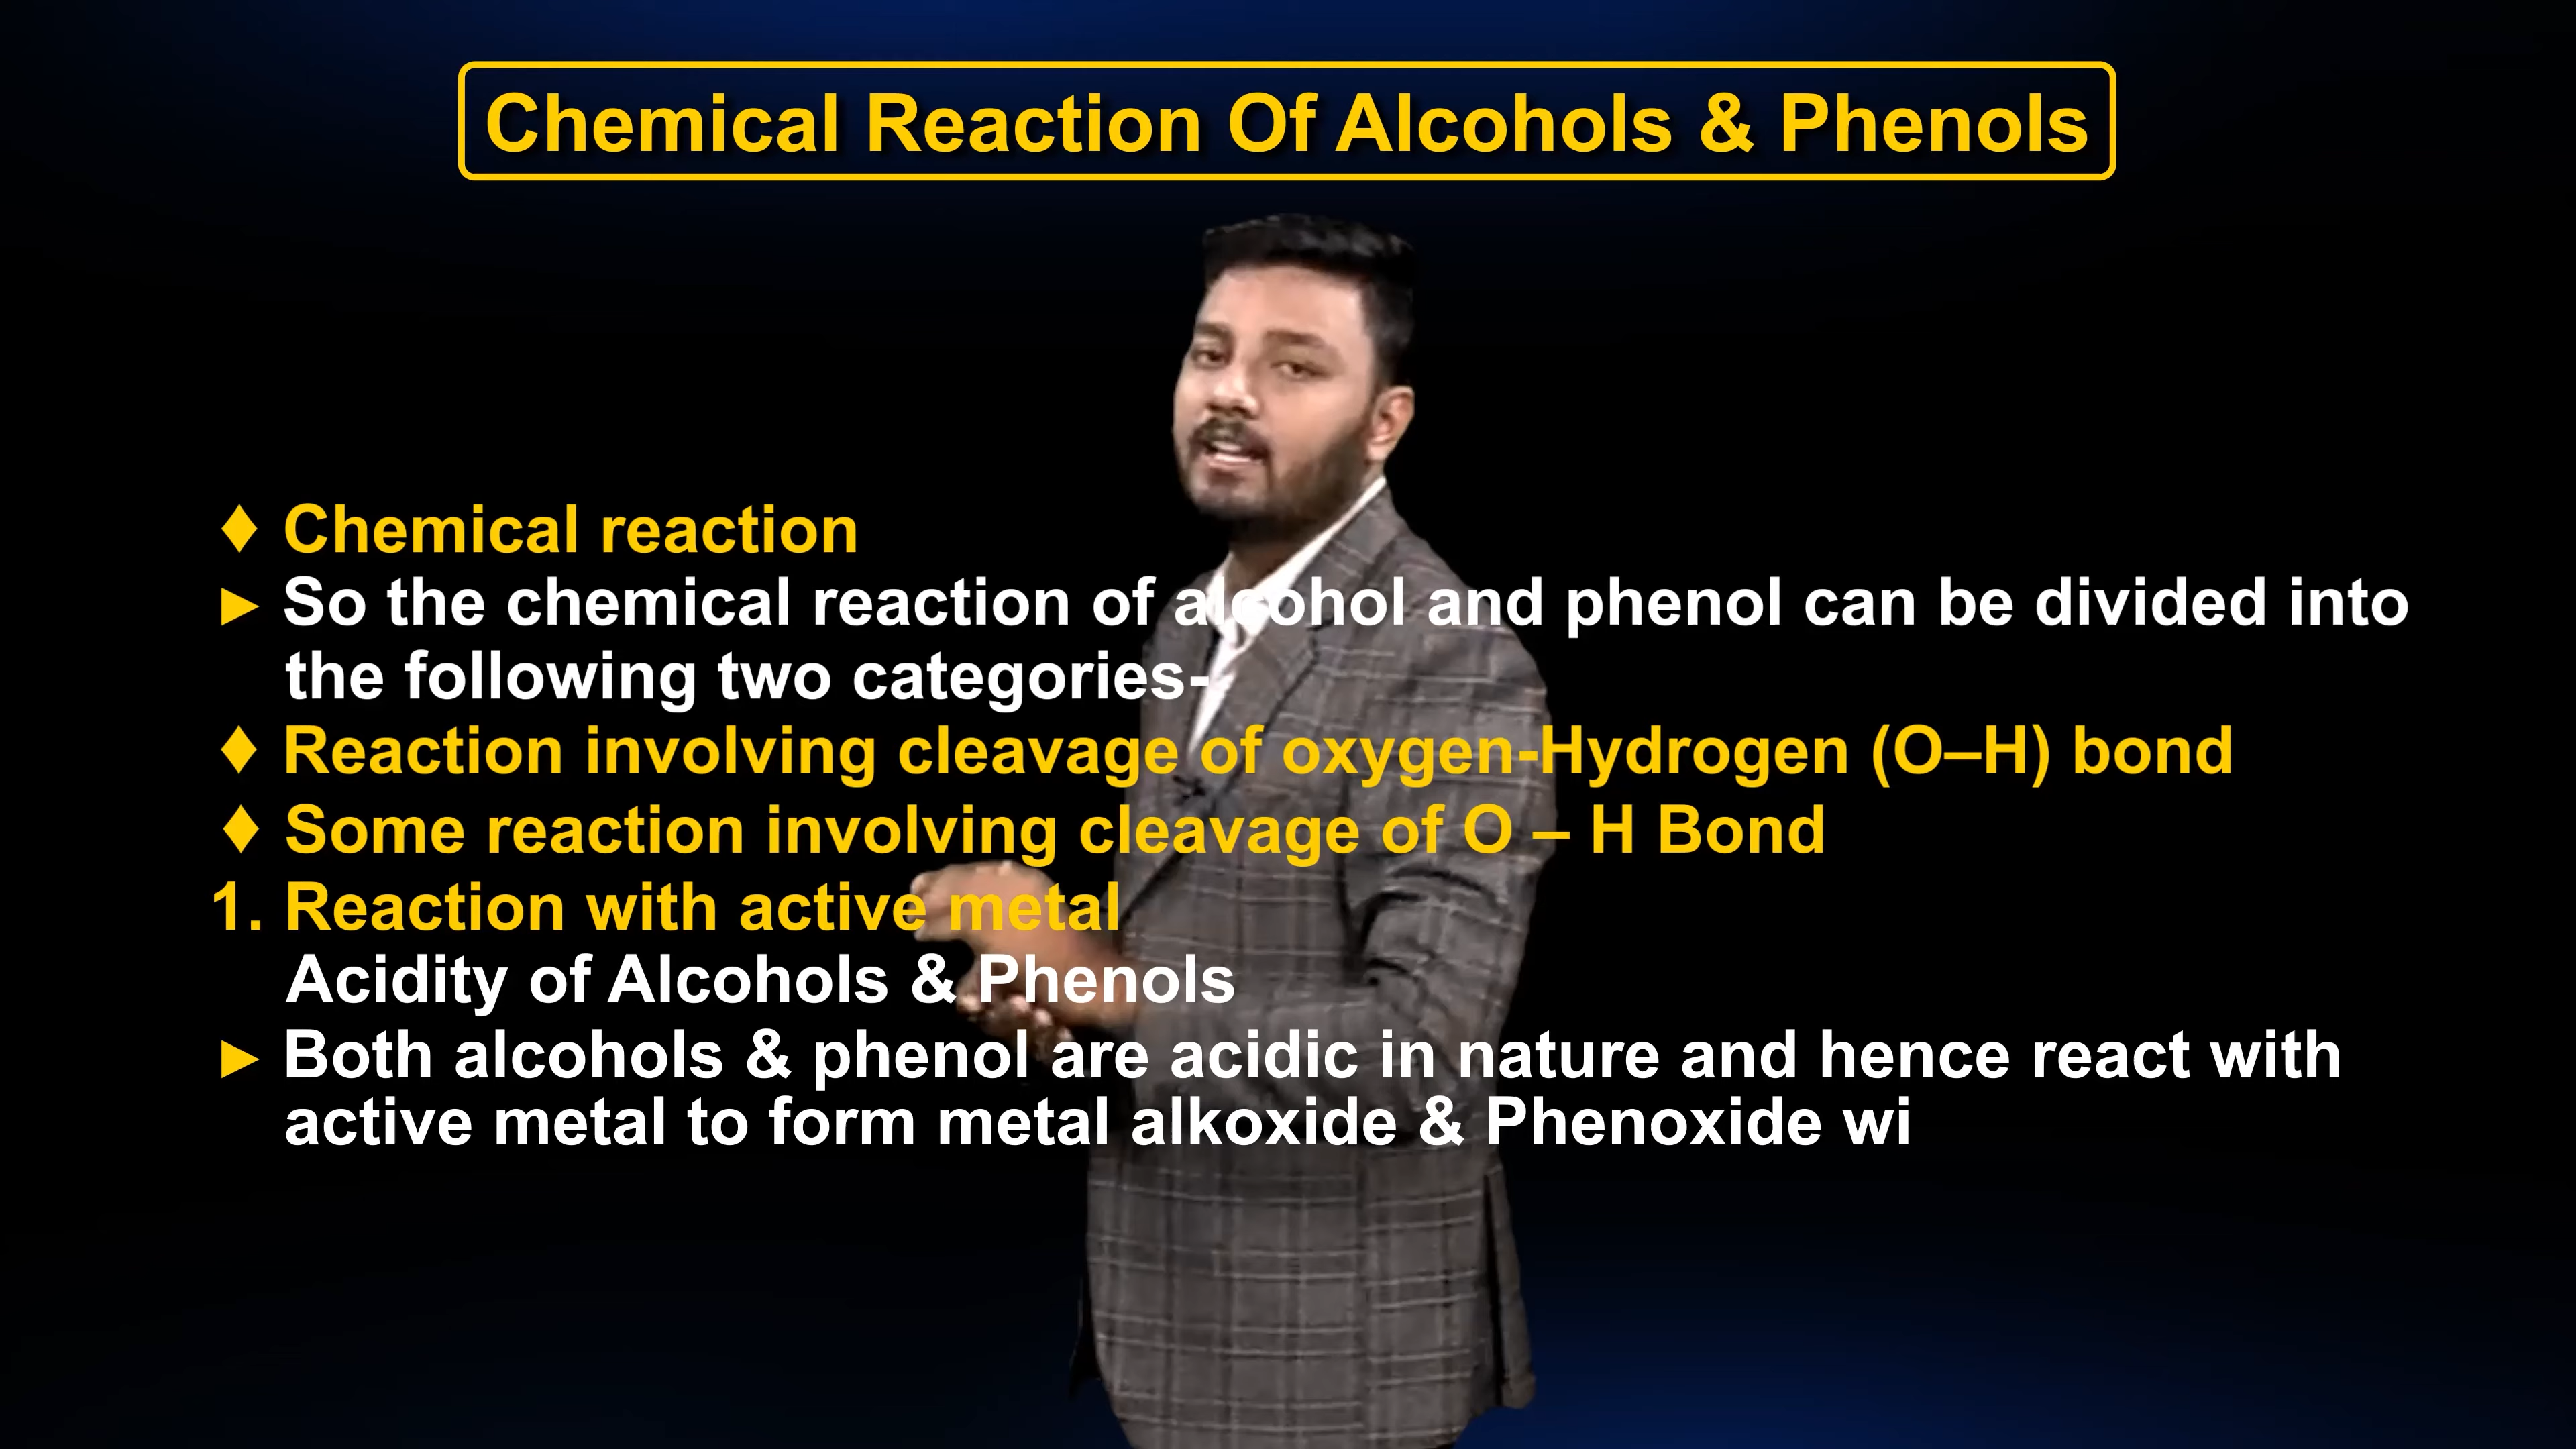 Chemical Reaction Of Alcohols & Phenols
♦ Chemical reaction
► So the chemical reaction of alcohol and phenol can be divided into
the following two categories-
♦ Reaction involving cleavage of oxygen-Hydrogen (O–H) bond
♦ Some reaction involving cleavage of O – H Bond
1. Reaction with active metal
Acidity of Alcohols & Phenols
► Both alcohols & phenol are acidic in nature and hence react with
active metal to form metal alkoxide & Phenoxide wi